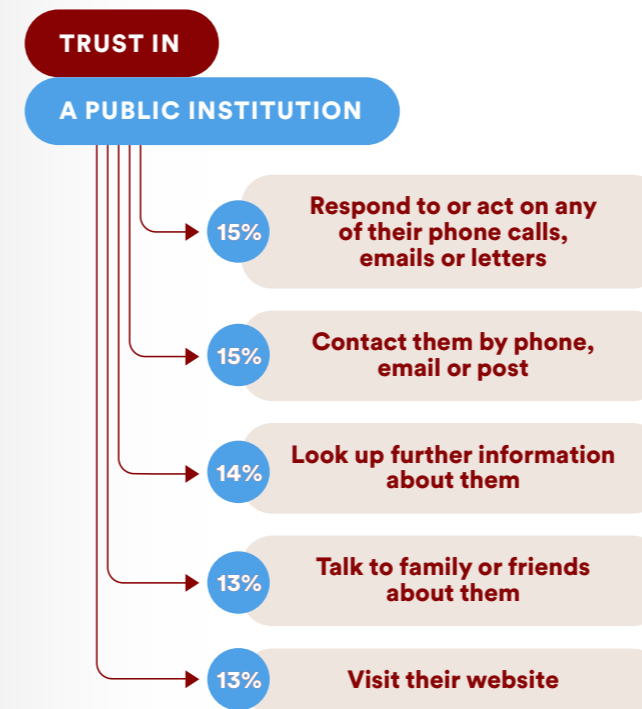 TRUST IN
A PUBLIC INSTITUTION
15%
Respond to or act on any
of their phone calls,
emails or letters
15%
Contact them by phone,
email or post
14%
Look up further information
about them
13%
Talk to family or friends
about them
13%
Visit their website